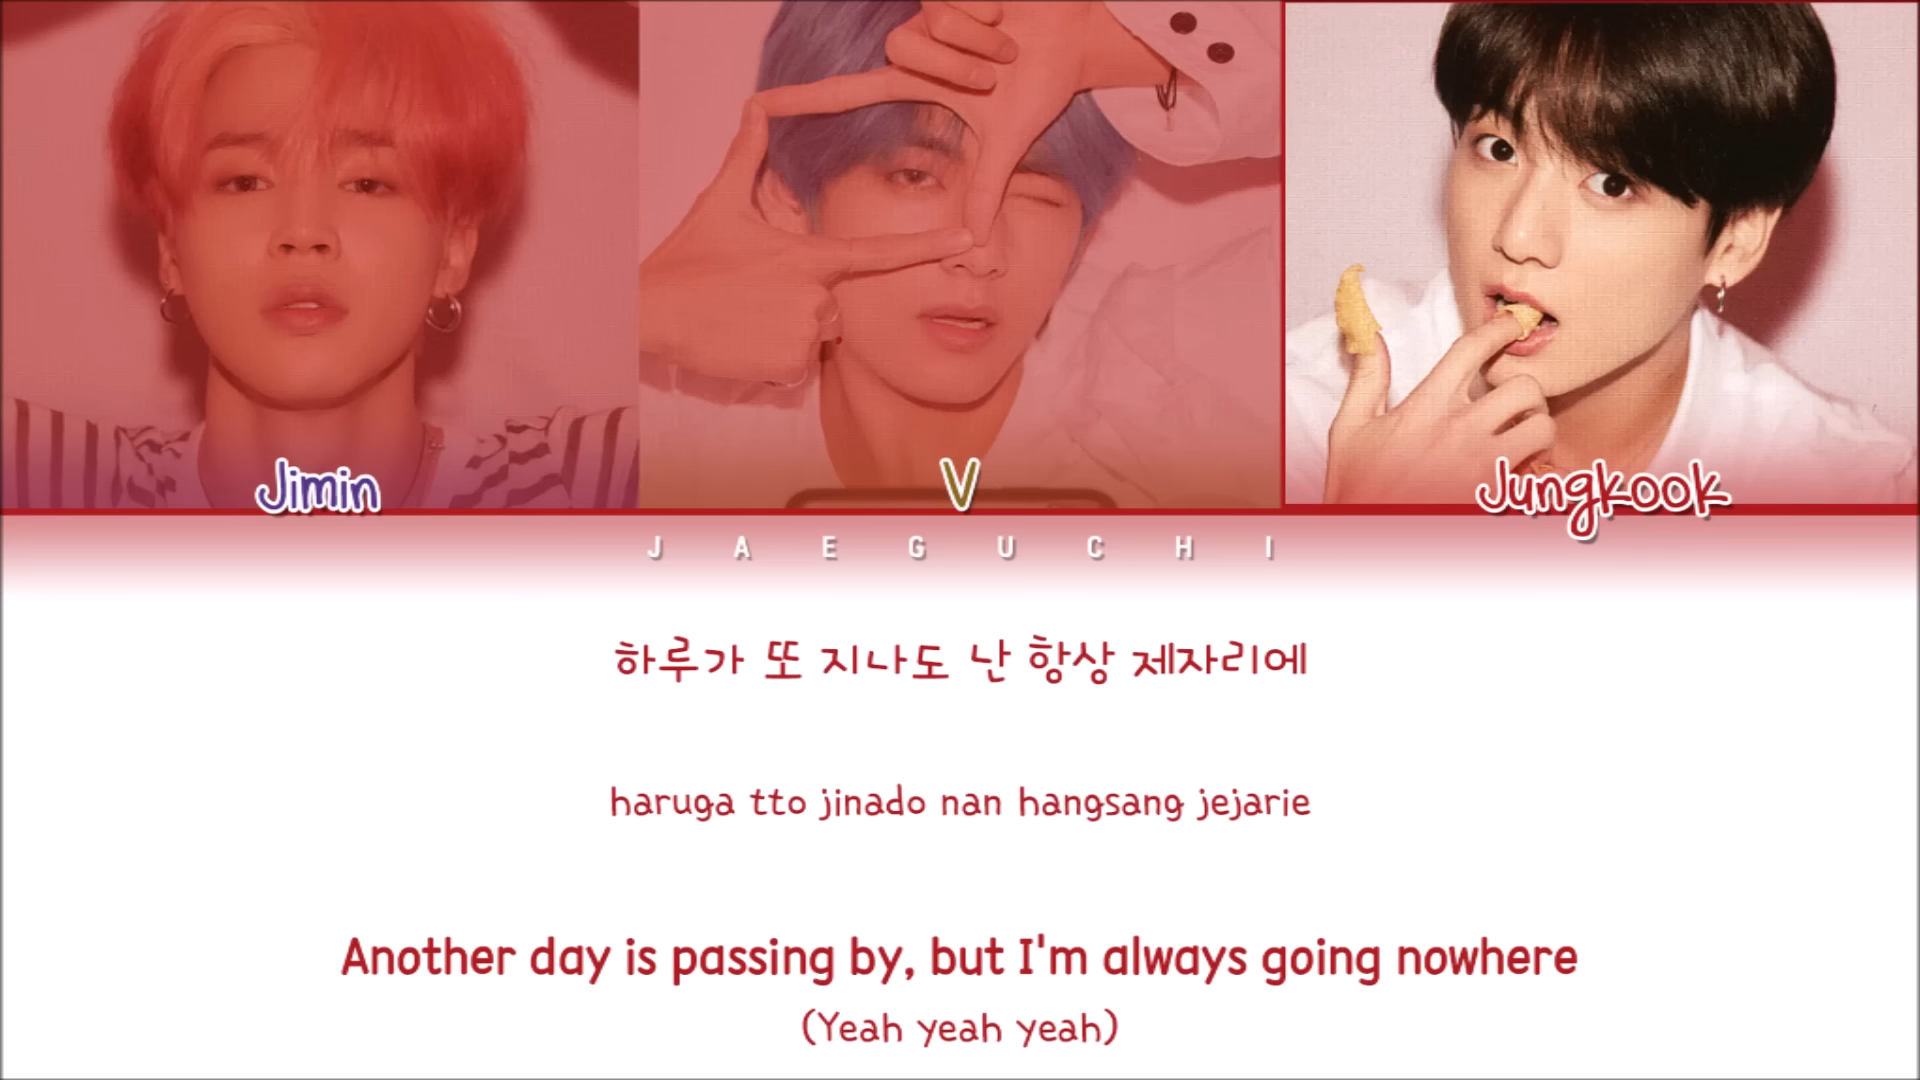 Jimin V Jungkook
JAEGUCHI
하루가 또 지나도 난 항상 제자리에
haruga tto jinado nan hangsang jejarie
Another day is passing by, but I'm always going nowhere
(Yeah yeah yeah)